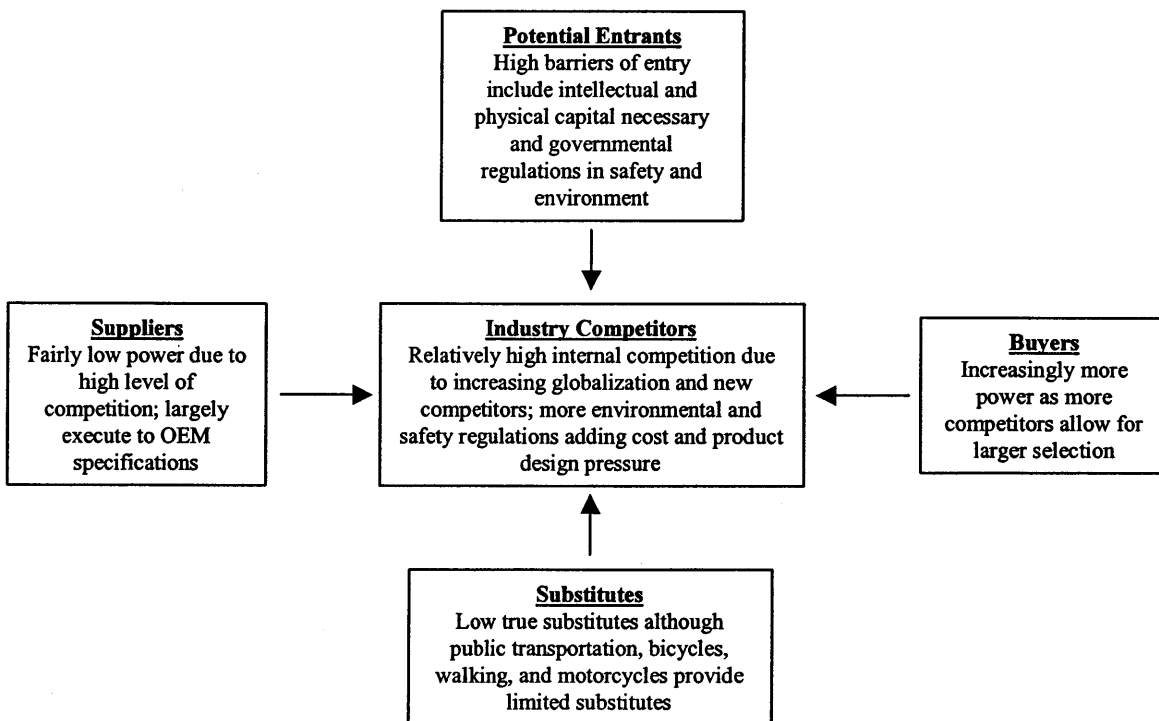 Potential Entrants
High barriers of entry
include intellectual and
physical capital necessary
and governmental
regulations in safety and
environment
Suppliers
Fairly low power due to
high level of
competition; largely
execute to OEM
specifications
Industry Competitors
Relatively high internal competition due
to increasing globalization and new
competitors; more environmental and
safety regulations adding cost and product
design pressure
Buyers
Increasingly more
power as more
competitors allow for
larger selection
Substitutes
Low true substitutes although
public transportation, bicycles,
walking, and motorcycles provide
limited substitutes